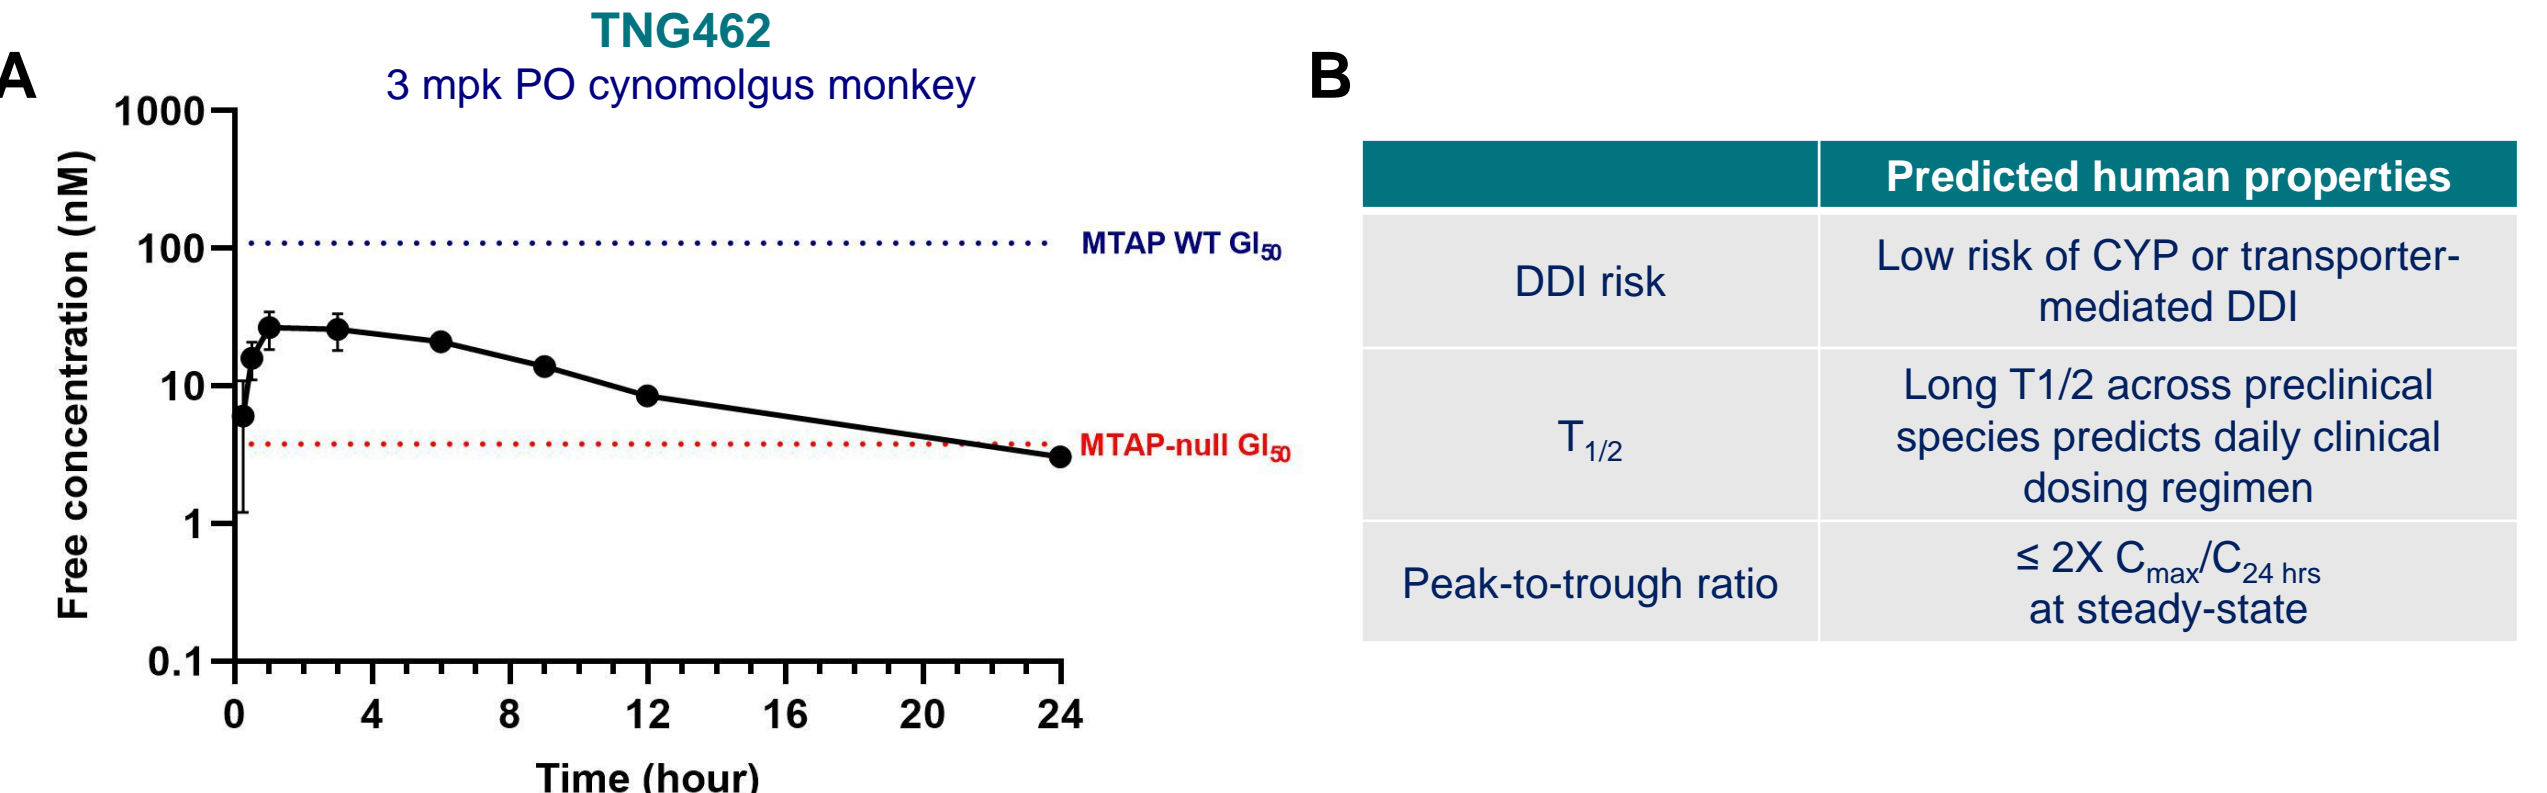 A
TNG462
3 mpk PO cynomolgus monkey
1000
100
10
1
0.1
Free concentration (nM)
MTAP WT GI50
MTAP-null GI50
0 4 8 12 16 20 24
Time (hour)
B
Predicted human properties
DDI risk
Low risk of CYP or transporter-
mediated DDI
T1/2
Long T1/2 across preclinical
species predicts daily clinical
dosing regimen
Peak-to-trough ratio
≤ 2X Cmax/C24 hrs
at steady-state